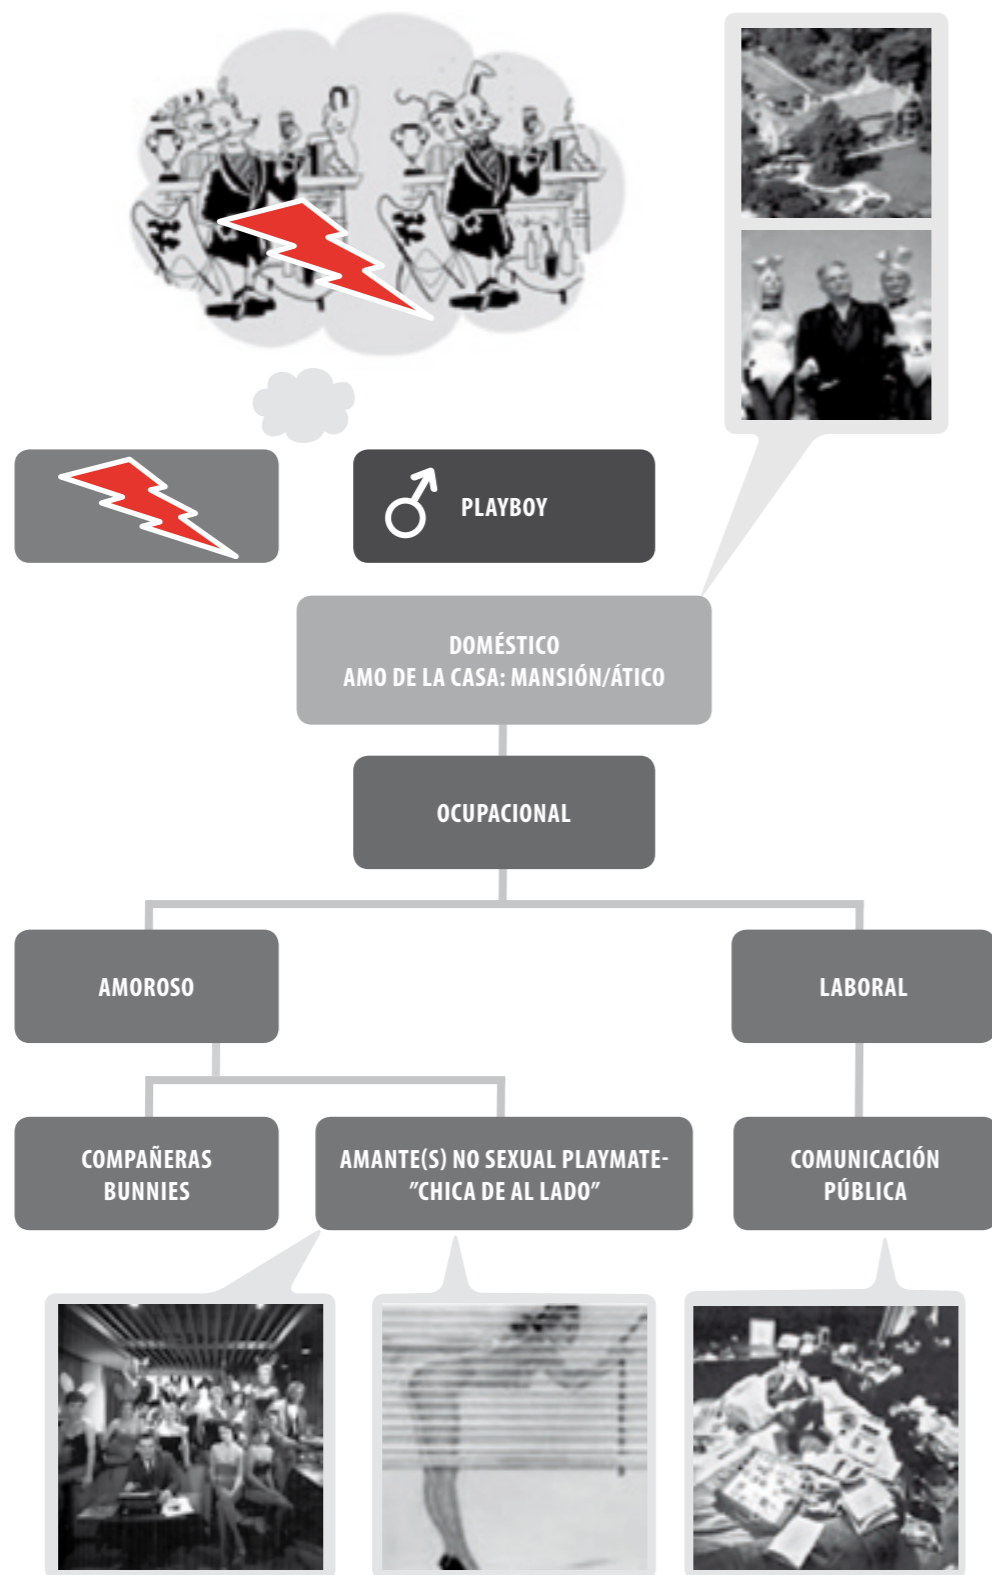 PLAYBOY
DOMÉSTICO
AMO DE LA CASA: MANSIÓN/ÁTICO
OCUPACIONAL
AMOROSO
LABORAL
COMPAÑERAS
BUNNIES
AMANTE(S) NO SEXUAL PLAYMATE-
"CHICA DE AL LADO"
COMUNICACIÓN
PÚBLICA